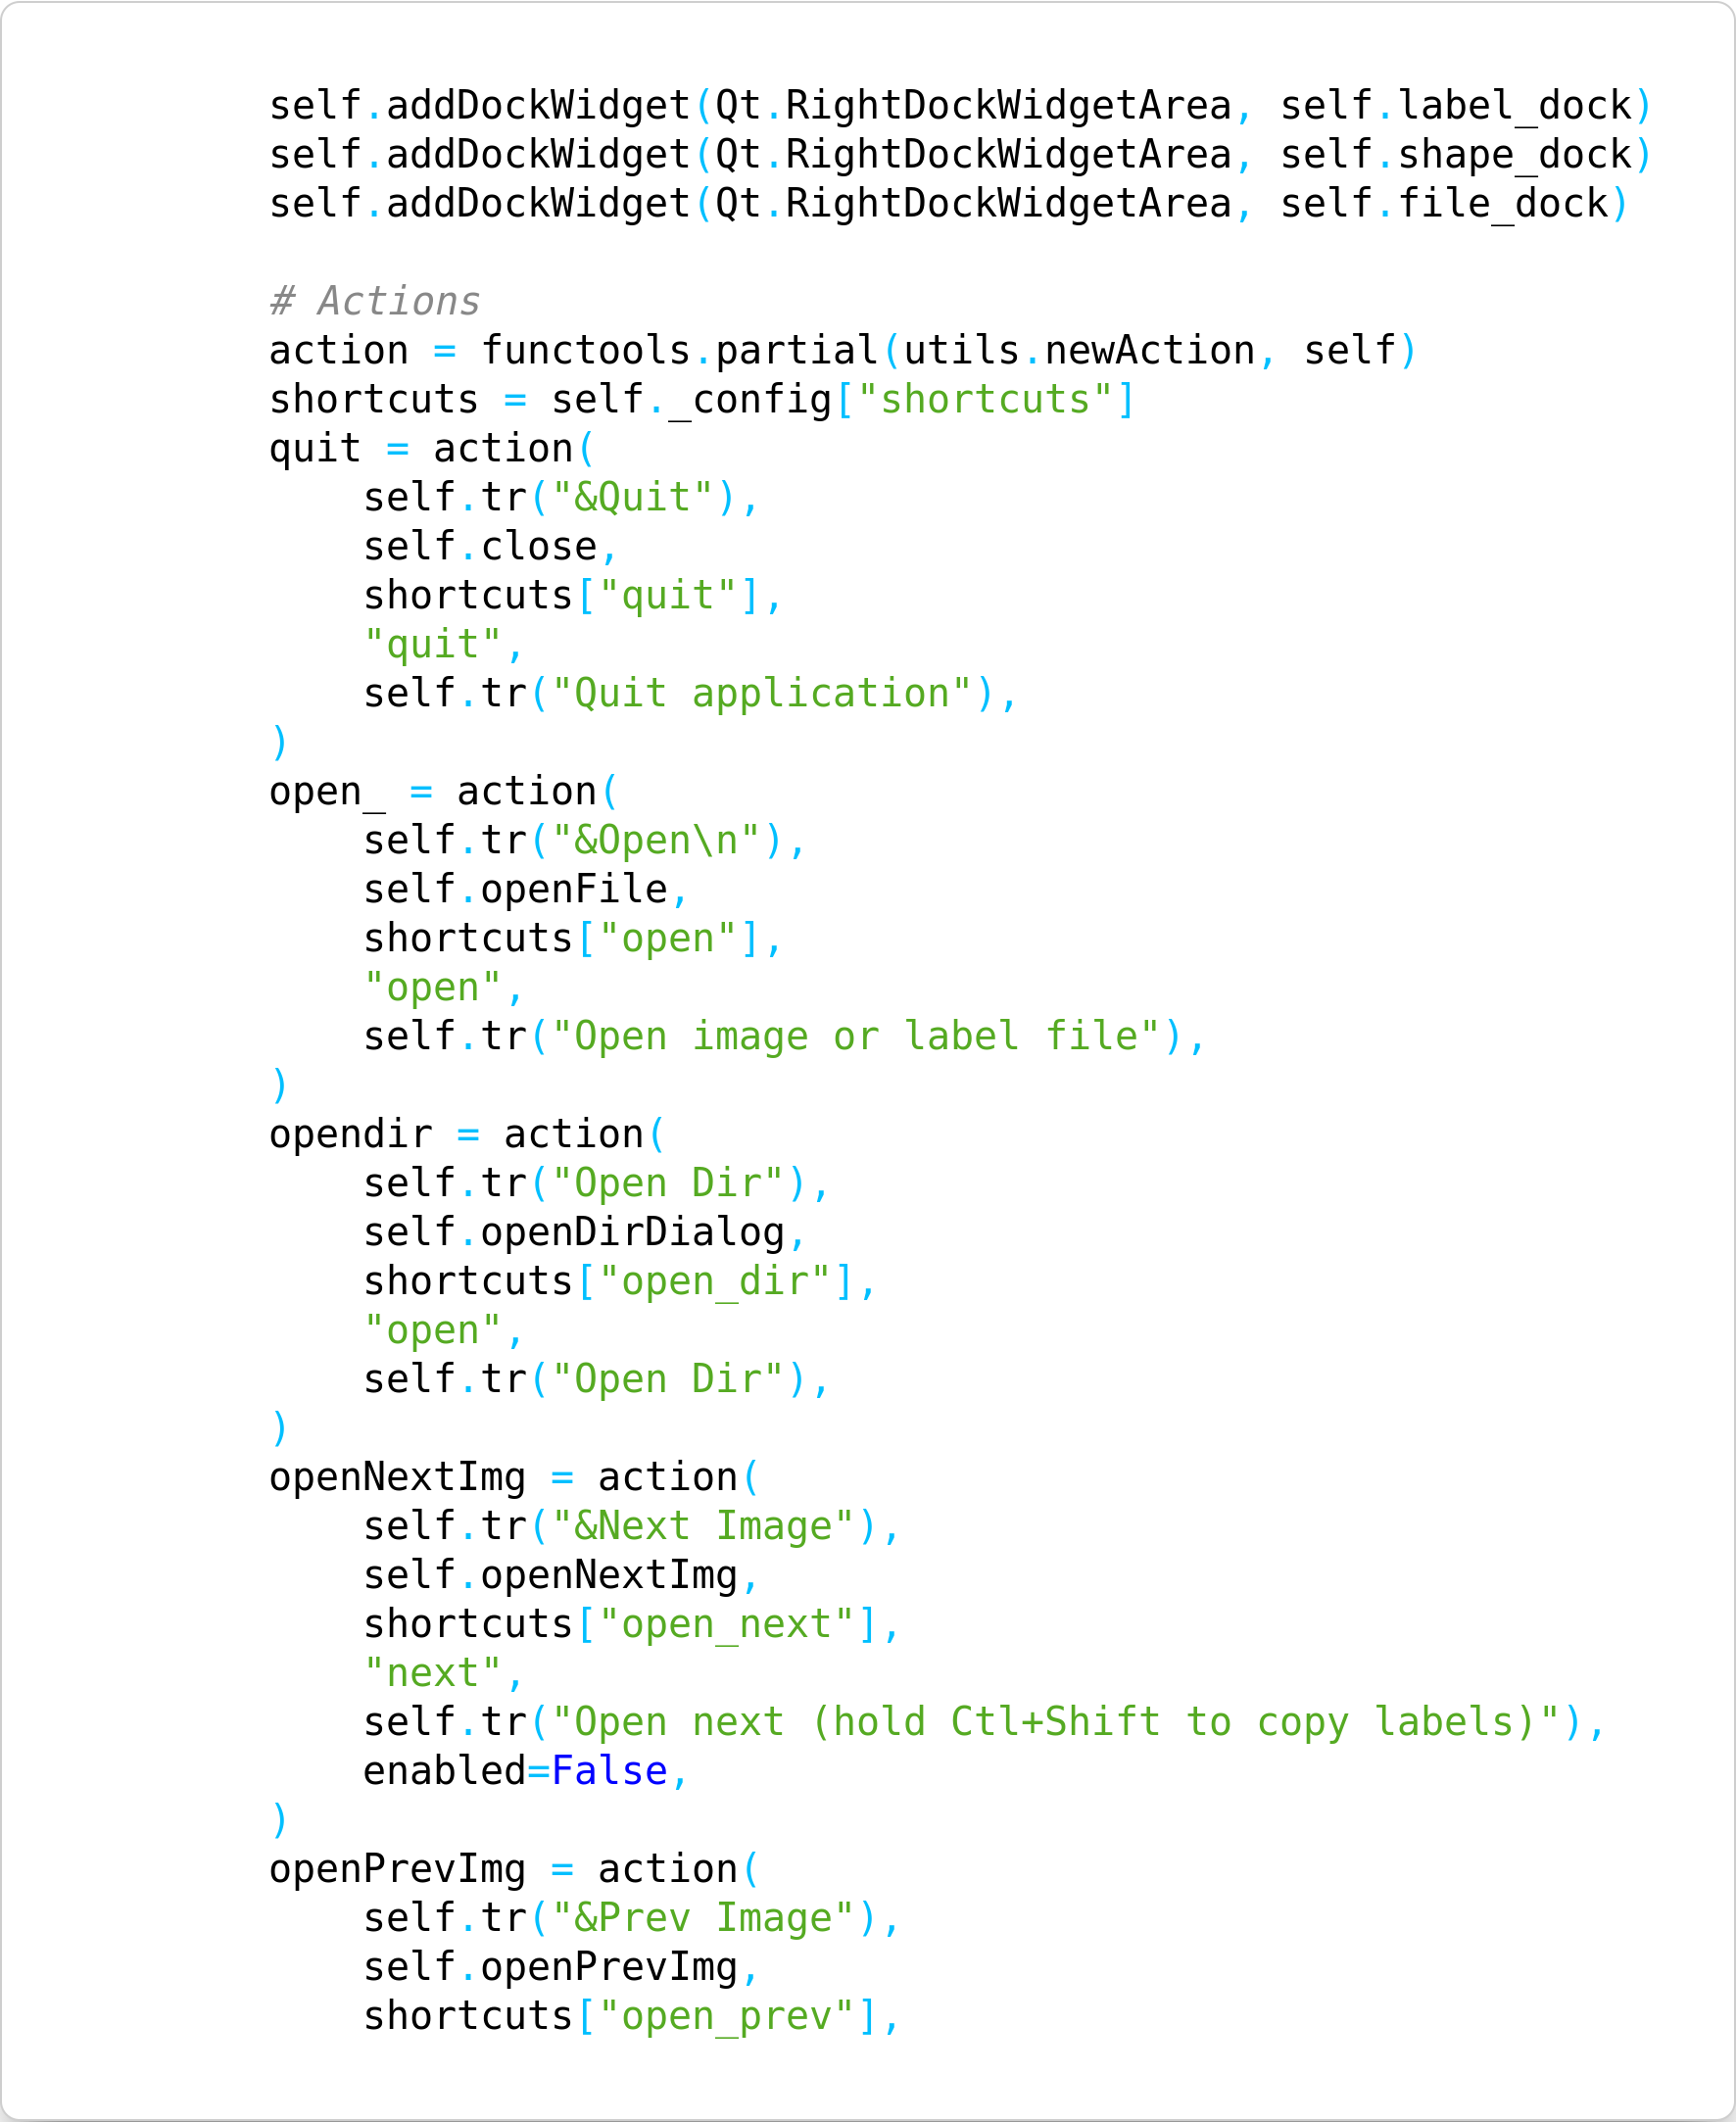 self.addDockWidget(Qt.RightDockWidgetArea, self.label_dock)
self.addDockWidget(Qt.RightDockWidgetArea, self.shape_dock)
self.addDockWidget(Qt.RightDockWidgetArea, self.file_dock)

# Actions
action = functools.partial(utils.newAction, self)
shortcuts = self._config["shortcuts"]
quit = action(
    self.tr("&Quit"),
    self.close,
    shortcuts["quit"],
    "quit",
    self.tr("Quit application"),
)
open_ = action(
    self.tr("&Open\n"),
    self.openFile,
    shortcuts["open"],
    "open",
    self.tr("Open image or label file"),
)
opendir = action(
    self.tr("Open Dir"),
    self.openDirDialog,
    shortcuts["open_dir"],
    "open",
    self.tr("Open Dir"),
)
openNextImg = action(
    self.tr("&Next Image"),
    self.openNextImg,
    shortcuts["open_next"],
    "next",
    self.tr("Open next (hold Ctl+Shift to copy labels)"),
    enabled=False,
)
openPrevImg = action(
    self.tr("&Prev Image"),
    self.openPrevImg,
    shortcuts["open_prev"],